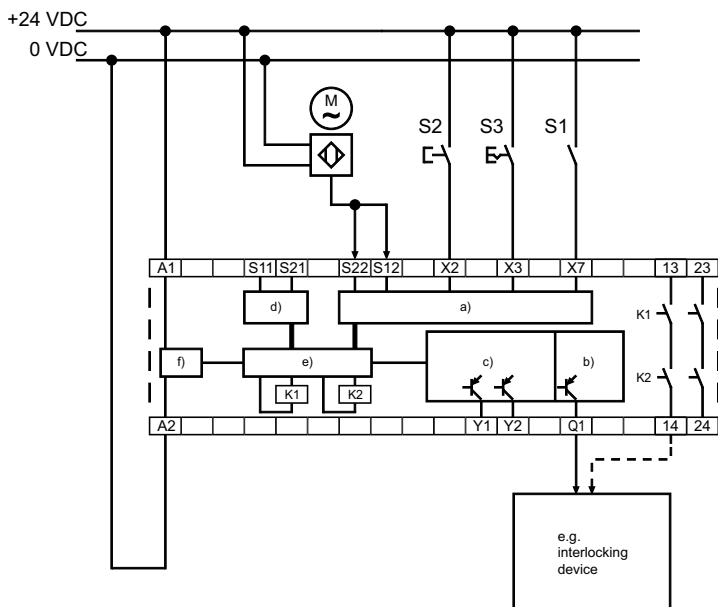 +24 VDC
0 VDC
M
~
S2 S3 S1
A1 S11 S21 S22 S12 X2 X3 X7 13 23
d) a)
K1
f) e) c) b)
K1 K2 K2
A2 Y1 Y2 Q1 14 24
e.g.
interlocking
device